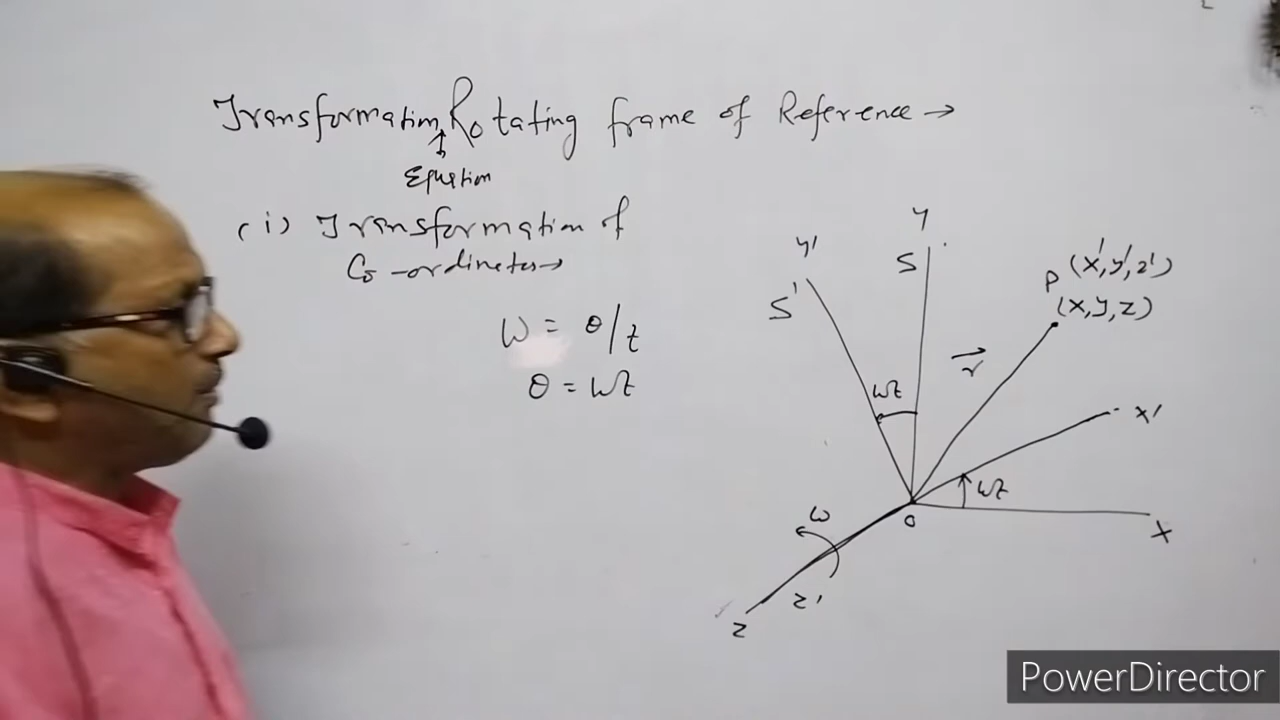 Transformation Rotating frame of Reference →
Equation
(i) Transformation of
Co-ordinates →
ω = θ/t
θ = ωt
Y
Y'
S
S'
P (x', y', z')
(x, y, z)
r
ωt
x'
ωt
ω
O
X
z'
z
PowerDirector